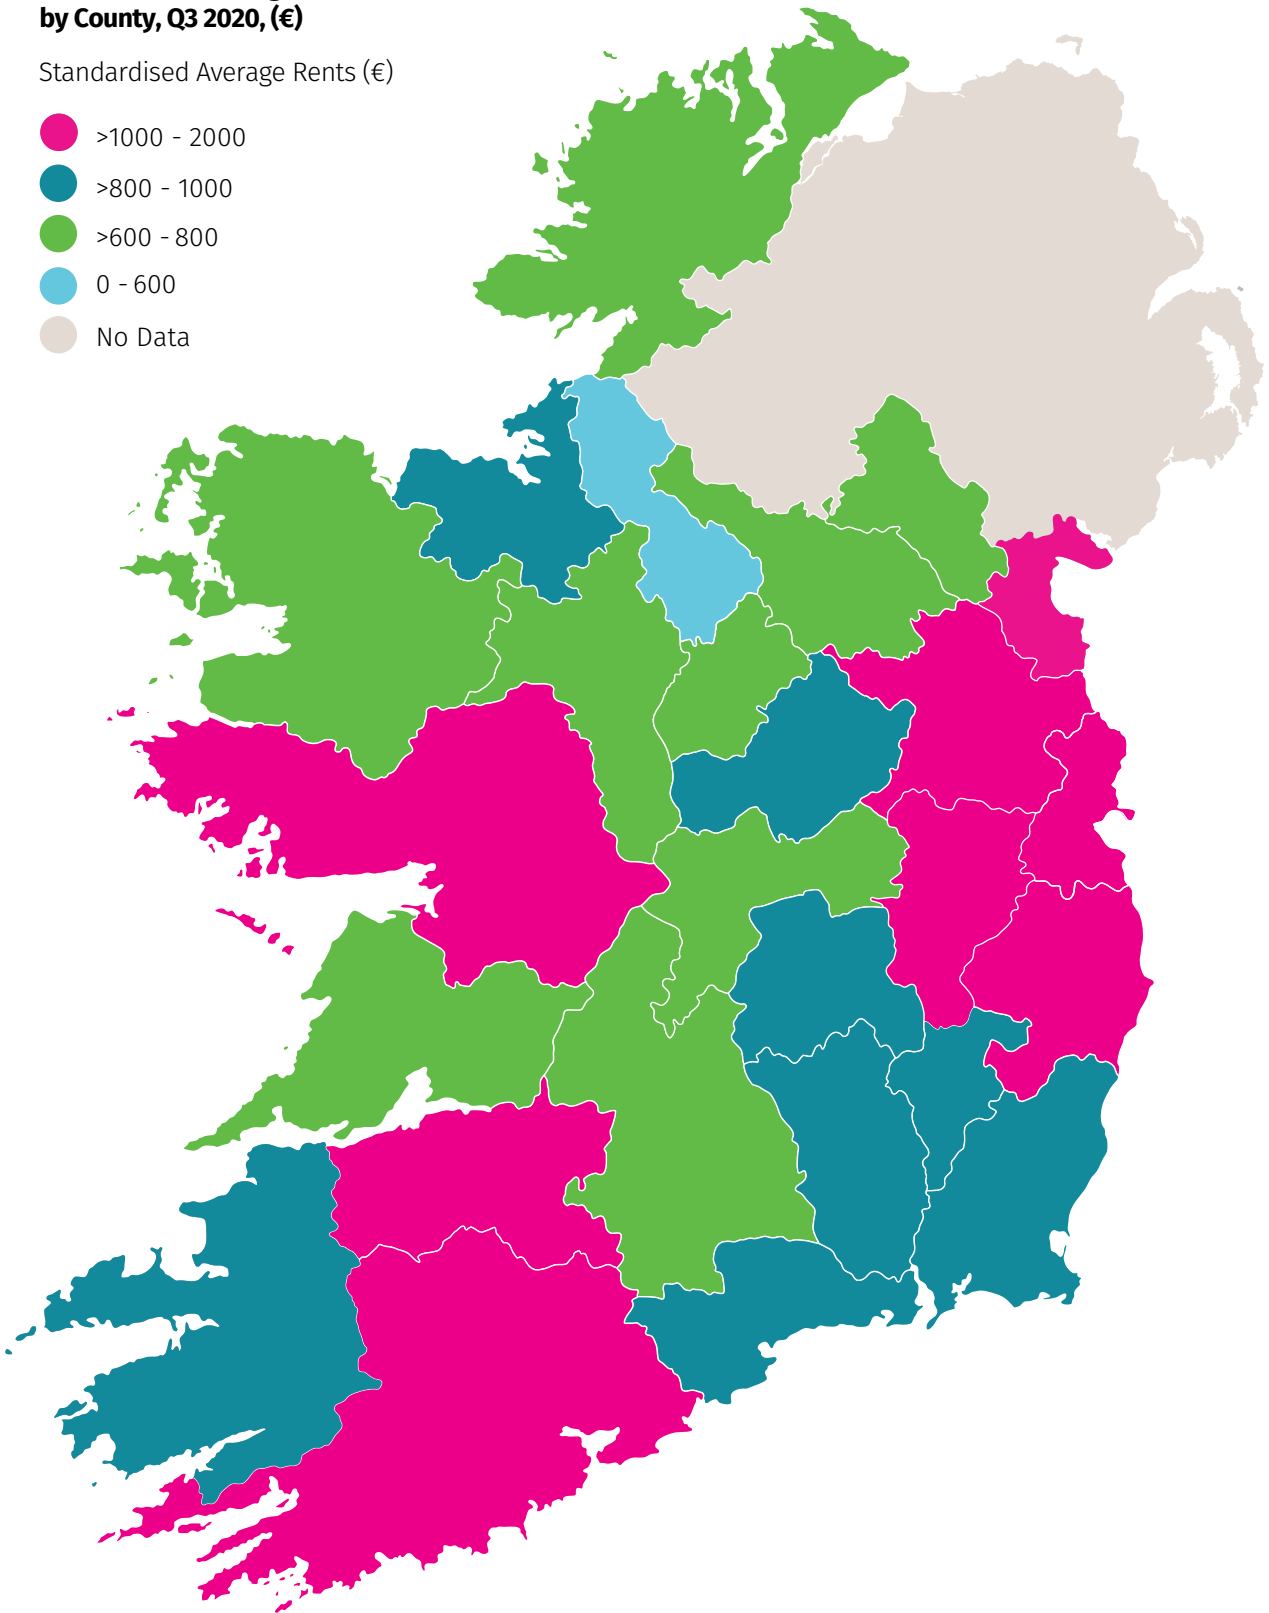 by County, Q3 2020, (€)
Standardised Average Rents (€)
>1000 - 2000
>800 - 1000
>600 - 800
0 - 600
No Data